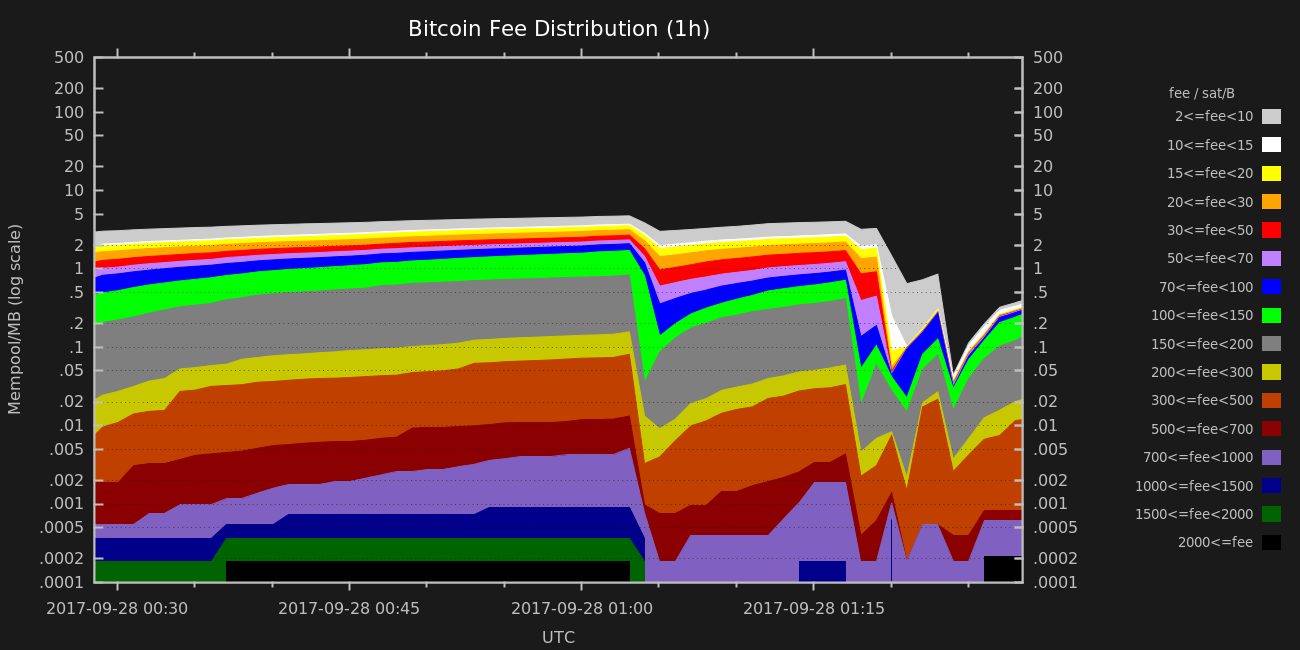 Bitcoin Fee Distribution (1h)
Mempool/MB (log scale)
500
200
100
50
20
10
5
2
1
.5
.2
.1
.05
.02
.01
.005
.002
.001
.0005
.0002
.0001
500
200
100
50
20
10
5
2
1
.5
.2
.1
.05
.02
.01
.005
.002
.001
.0005
.0002
.0001
2017-09-28 00:30
2017-09-28 00:45
2017-09-28 01:00
2017-09-28 01:15
UTC
fee / sat/B
2<=fee<10
10<=fee<15
15<=fee<20
20<=fee<30
30<=fee<50
50<=fee<70
70<=fee<100
100<=fee<150
150<=fee<200
200<=fee<300
300<=fee<500
500<=fee<700
700<=fee<1000
1000<=fee<1500
1500<=fee<2000
2000<=fee